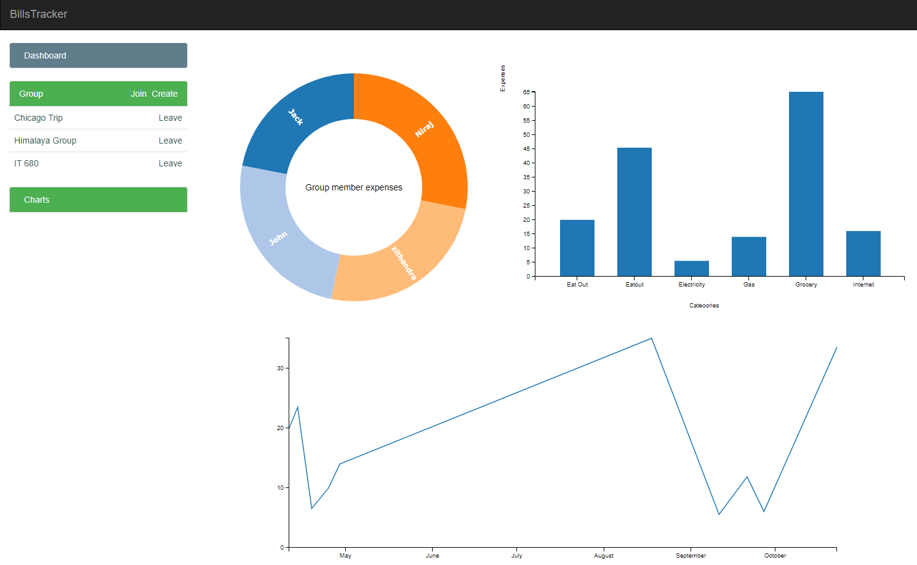 BillsTracker
Dashboard
Group Join Create
Chicago Trip Leave
Himalaya Group Leave
IT 680 Leave
Charts
Jack
Niraj
John
zithendra
Group member expenses
Expenses
65
60
55
50
45
40
35
30
25
20
15
10
5
0
Eat Out Eatout Electricity Gas Grocery Internet
Categories
30
20
10
0
May June July August September October